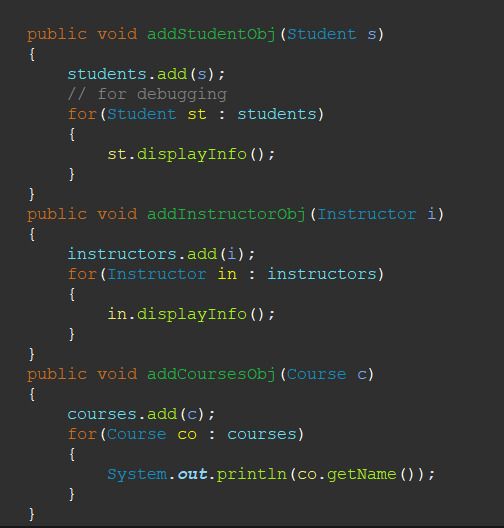 public void addStudentObj(Student s)
{
    students.add(s);
    // for debugging
    for(Student st : students)
    {
        st.displayInfo();
    }
}
public void addInstructorObj(Instructor i)
{
    instructors.add(i);
    for(Instructor in : instructors)
    {
        in.displayInfo();
    }
}
public void addCoursesObj(Course c)
{
    courses.add(c);
    for(Course co : courses)
    {
        System.out.println(co.getName());
    }
}